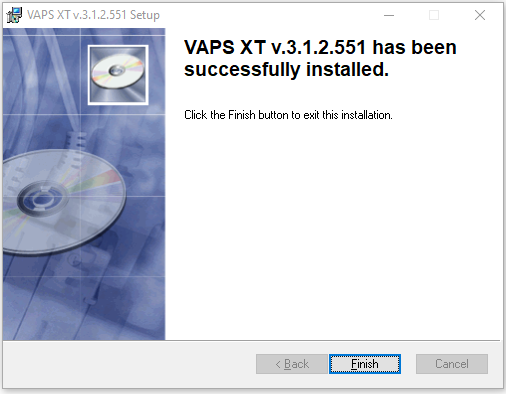 VAPS XT v.3.1.2.551 Setup
VAPS XT v.3.1.2.551 has been
successfully installed.
Click the Finish button to exit this installation.
< Back Finish Cancel